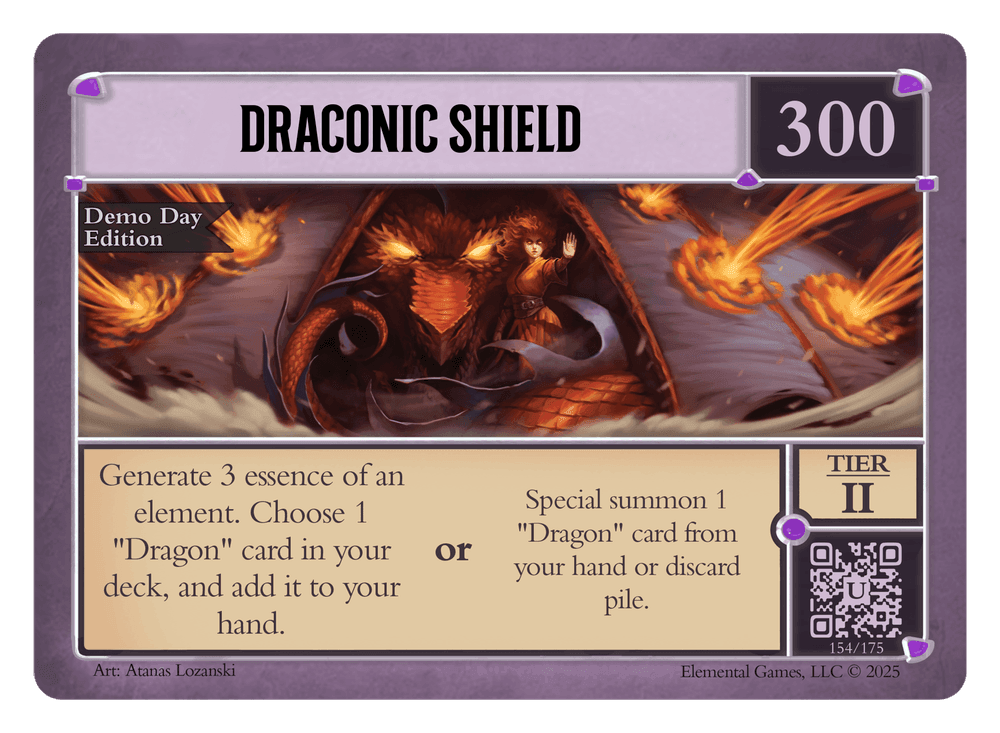 DRACONIC SHIELD
300
Demo Day
Edition
Generate 3 essence of an
element. Choose 1
"Dragon" card in your
deck, and add it to your
hand.
or
Special summon 1
"Dragon" card from
your hand or discard
pile.
TIER
II
U
154/175
Art: Atanas Lozanski
Elemental Games, LLC © 2025